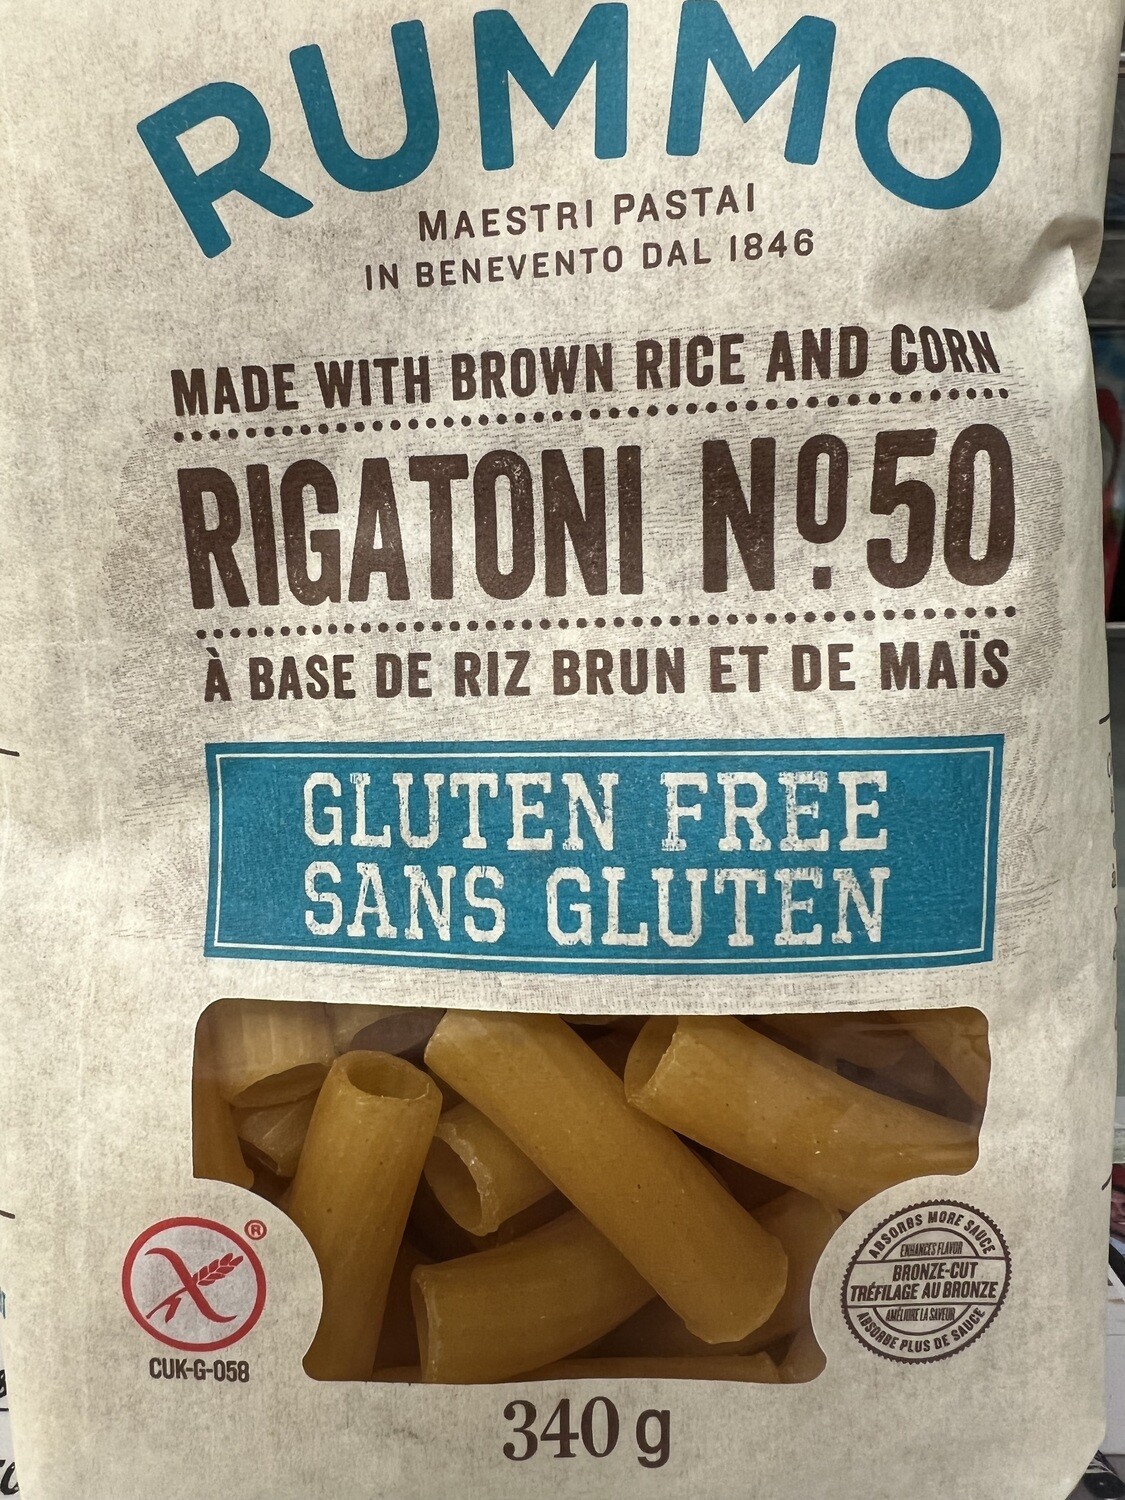 RUMMO
MAESTRI PASTAI
IN BENEVENTO DAL 1846
MADE WITH BROWN RICE AND CORN
RIGATONI Nº50
À BASE DE RIZ BRUN ET DE MAÏS
GLUTEN FREE
SANS GLUTEN
®
CUK-G-058
ABSORBS MORE SAUCE
ENHANCES FLAVOR
BRONZE-CUT
TRÉFILAGE AU BRONZE
AMÉLIORE LA SAVEUR
ABSORBE PLUS DE SAUCE
340 g